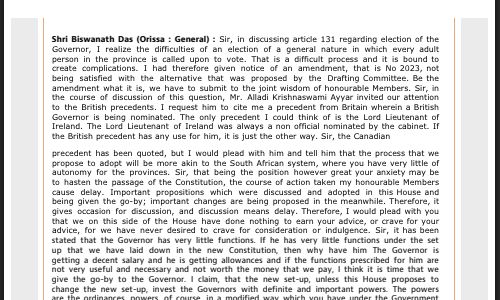 Shri Biswanath Das (Orissa : General) : Sir, in discussing article 131 regarding election of the
Governor, I realize the difficulties of an election of a general nature in which every adult
person in the province is called upon to vote. That is a difficult process and it is bound to
create complications. I had therefore given notice of an amendment, that is No 2023, not
being satisfied with the alternative that was proposed by the Drafting Committee. Be the
amendment what it is, we have to submit to the joint wisdom of honourable Members. Sir, in
the course of discussion of this question, Mr. Alladi Krishnaswami Ayyar invited our attention
to the British precedents. I request him to cite me a precedent from Britain wherein a British
Governor is being nominated. The only precedent I could think of is the Lord Lieutenant of
Ireland. The Lord Lieutenant of Ireland was always a non official nominated by the cabinet. If
the British precedent has any use for him, it is just the other way. Sir, the Canadian
precedent has been quoted, but I would plead with him and tell him that the process that we
propose to adopt will be more akin to the South African system, where you have very little of
autonomy for the provinces. Sir, that being the position however great your anxiety may be
to hasten the passage of the Constitution, the course of action taken my honourable Members
cause delay. Important propositions which were discussed and adopted in this House and
being given the go-by; important changes are being proposed in the meanwhile. Therefore, it
gives occasion for discussion, and discussion means delay. Therefore, I would plead with you
that we on this side of the House have done nothing to earn your advice, or crave for your
advice, for we have never desired to crave for consideration or indulgence. Sir, it has been
stated that the Governor has very little functions. If he has very little functions under the set
up that we have laid down in the new Constitution, then why have him The Governor is
getting a decent salary and he is getting allowances and if the functions prescribed for him are
not very useful and necessary and not worth the money that we pay, I think it is time that we
give the go-by to the Governor. I claim, that the new set-up, unless this House proposes to
change the new set-up, invest the Governors with definite and important powers. The powers
are the ordinances, powers, of course, in a modified way which you have under the Government